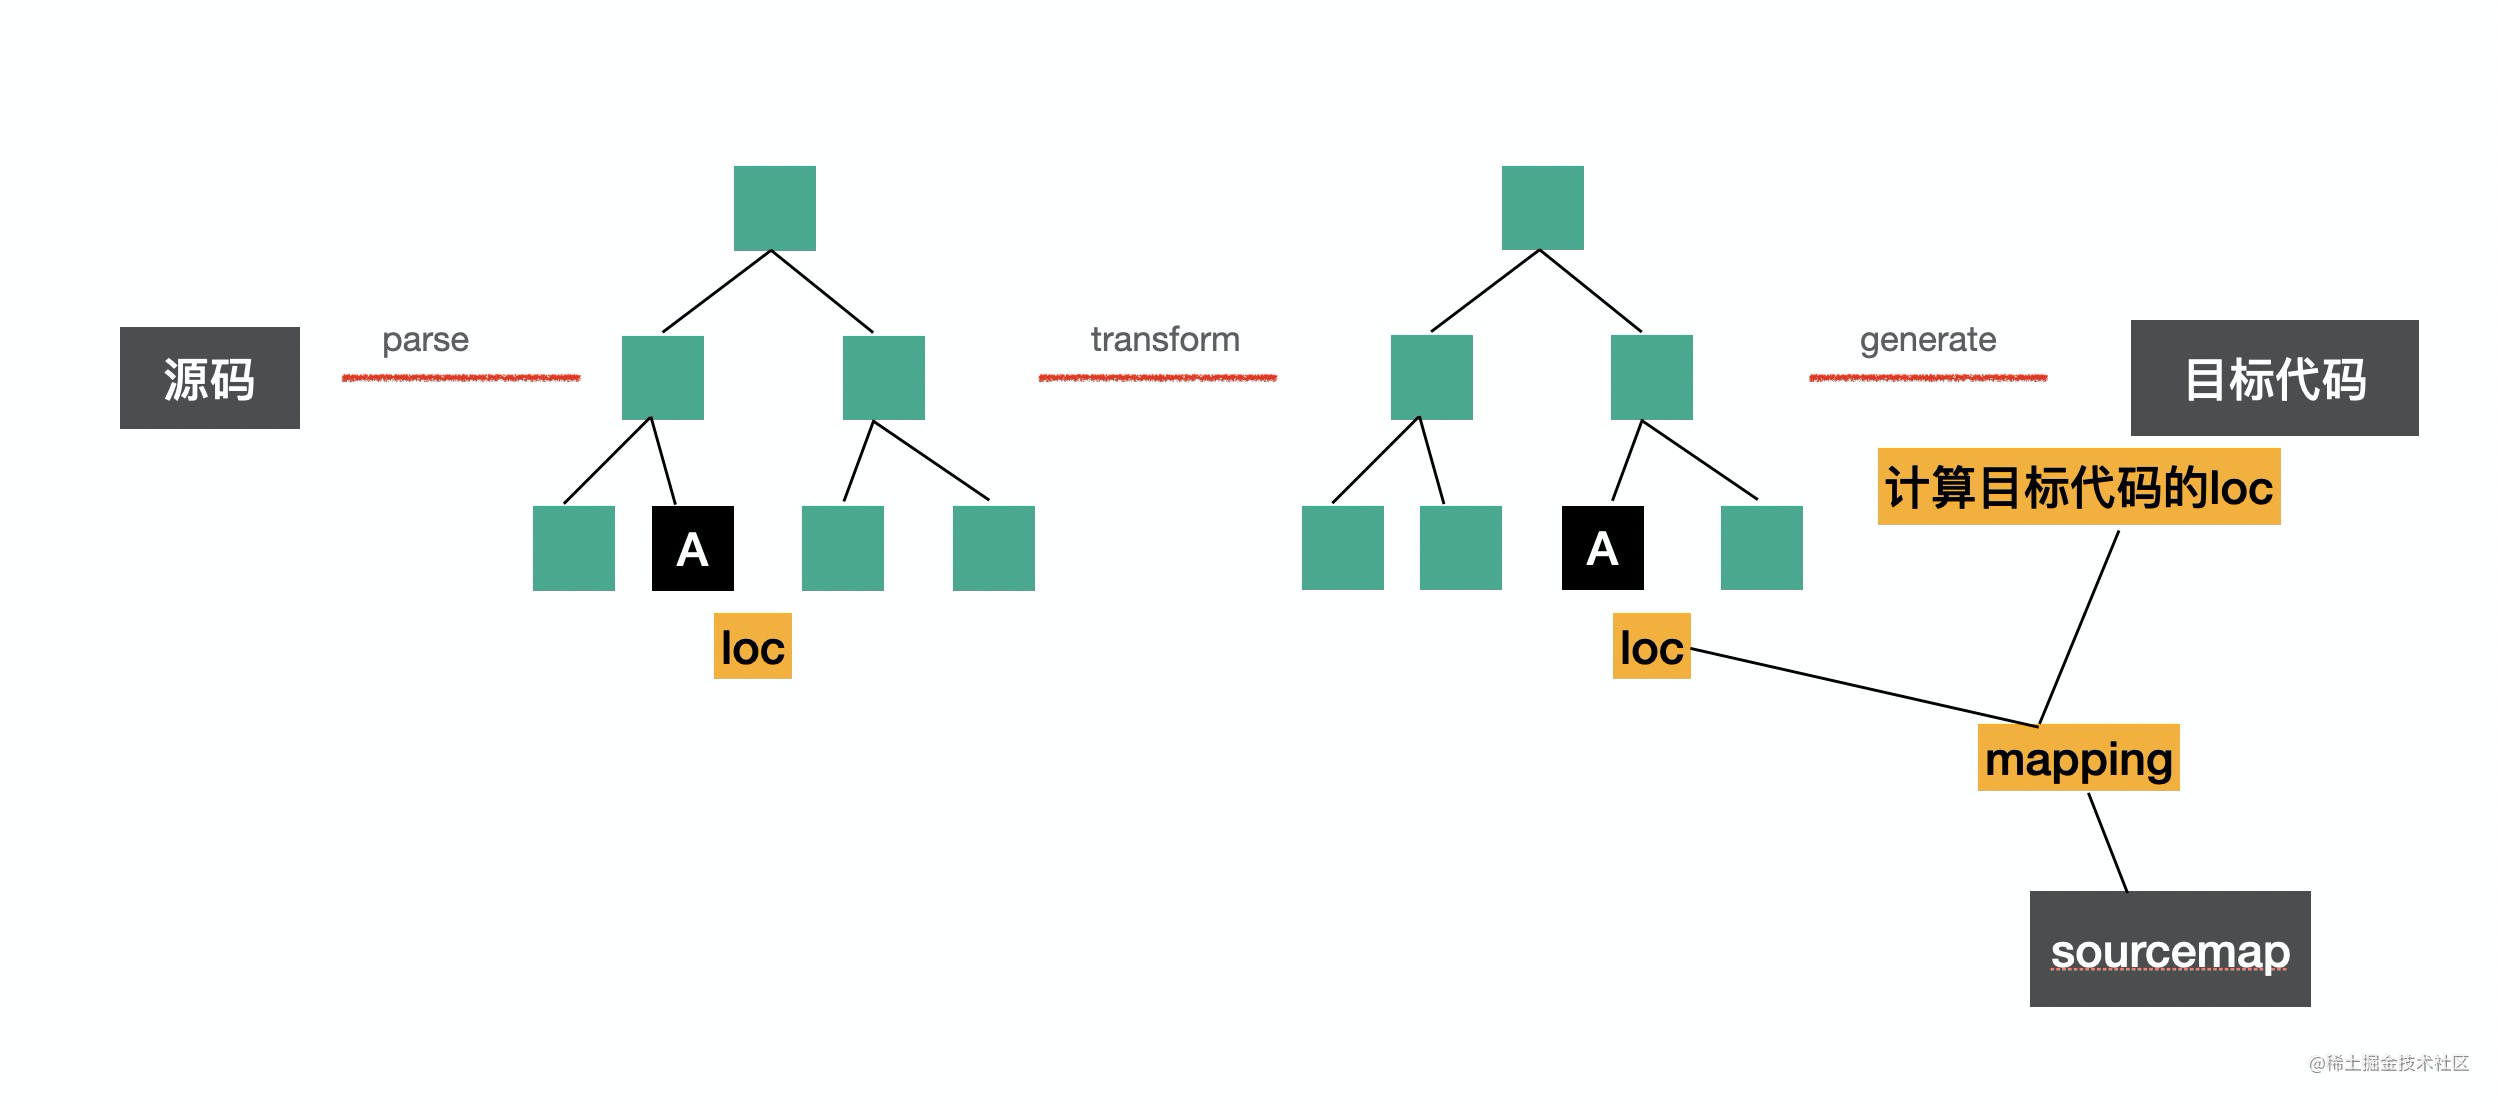 源码
parse
transform
generate
目标代码
计算目标代码的loc
A
A
loc
loc
mapping
sourcemap
@稀土掘金技术社区